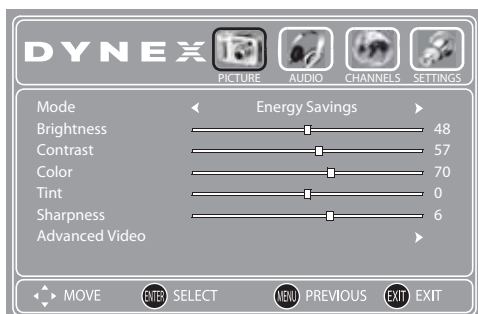 DYNEX
PICTURE AUDIO CHANNELS SETTINGS
Mode Energy Savings
Brightness 48
Contrast 57
Color 70
Tint 0
Sharpness 6
Advanced Video
MOVE ENTER SELECT MENU PREVIOUS EXIT EXIT